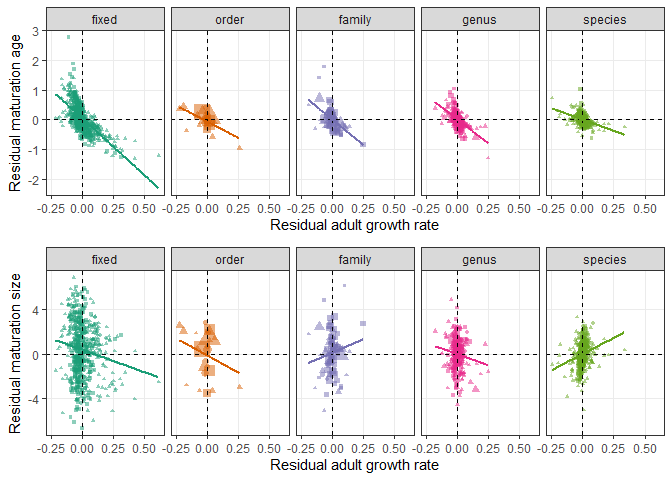 fixed order family genus species
Residual maturation age
3
2
1
0
-1
-2
-0.25 0.00 0.25 0.50 -0.25 0.00 0.25 0.50 -0.25 0.00 0.25 0.50 -0.25 0.00 0.25 0.50 -0.25 0.00 0.25 0.50
Residual adult growth rate
fixed order family genus species
Residual maturation size
4
0
-4
-0.25 0.00 0.25 0.50 -0.25 0.00 0.25 0.50 -0.25 0.00 0.25 0.50 -0.25 0.00 0.25 0.50 -0.25 0.00 0.25 0.50
Residual adult growth rate